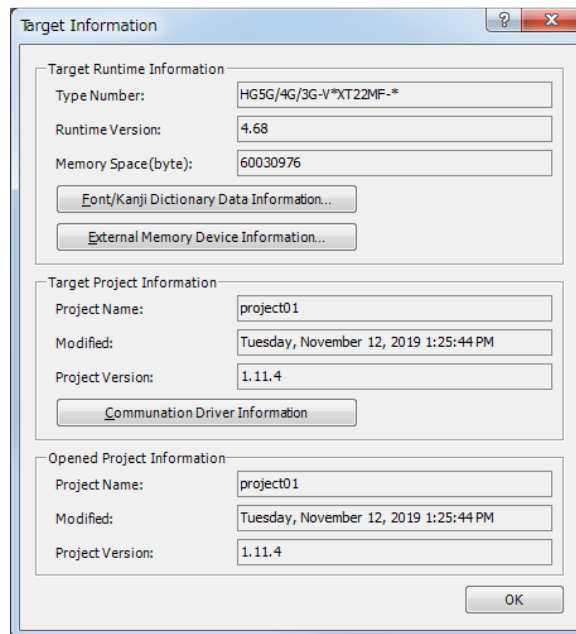 Target Information
Target Runtime Information
Type Number: HG5G/4G/3G-V*XT22MF-*
Runtime Version: 4.68
Memory Space(byte): 60030976
Font/Kanji Dictionary Data Information...
External Memory Device Information...
Target Project Information
Project Name: project01
Modified: Tuesday, November 12, 2019 1:25:44 PM
Project Version: 1.11.4
Communation Driver Information
Opened Project Information
Project Name: project01
Modified: Tuesday, November 12, 2019 1:25:44 PM
Project Version: 1.11.4
OK